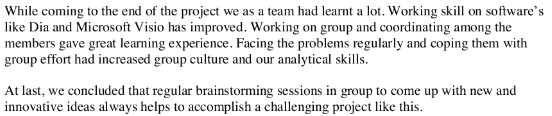 While coming to the end of the project we as a team had learnt a lot. Working skill on software's
like Dia and Microsoft Visio has improved. Working on group and coordinating among the
members gave great learning experience. Facing the problems regularly and coping them with
group effort had increased group culture and our analytical skills.
At last, we concluded that regular brainstorming sessions in group to come up with new and
innovative ideas always helps to accomplish a challenging project like this.